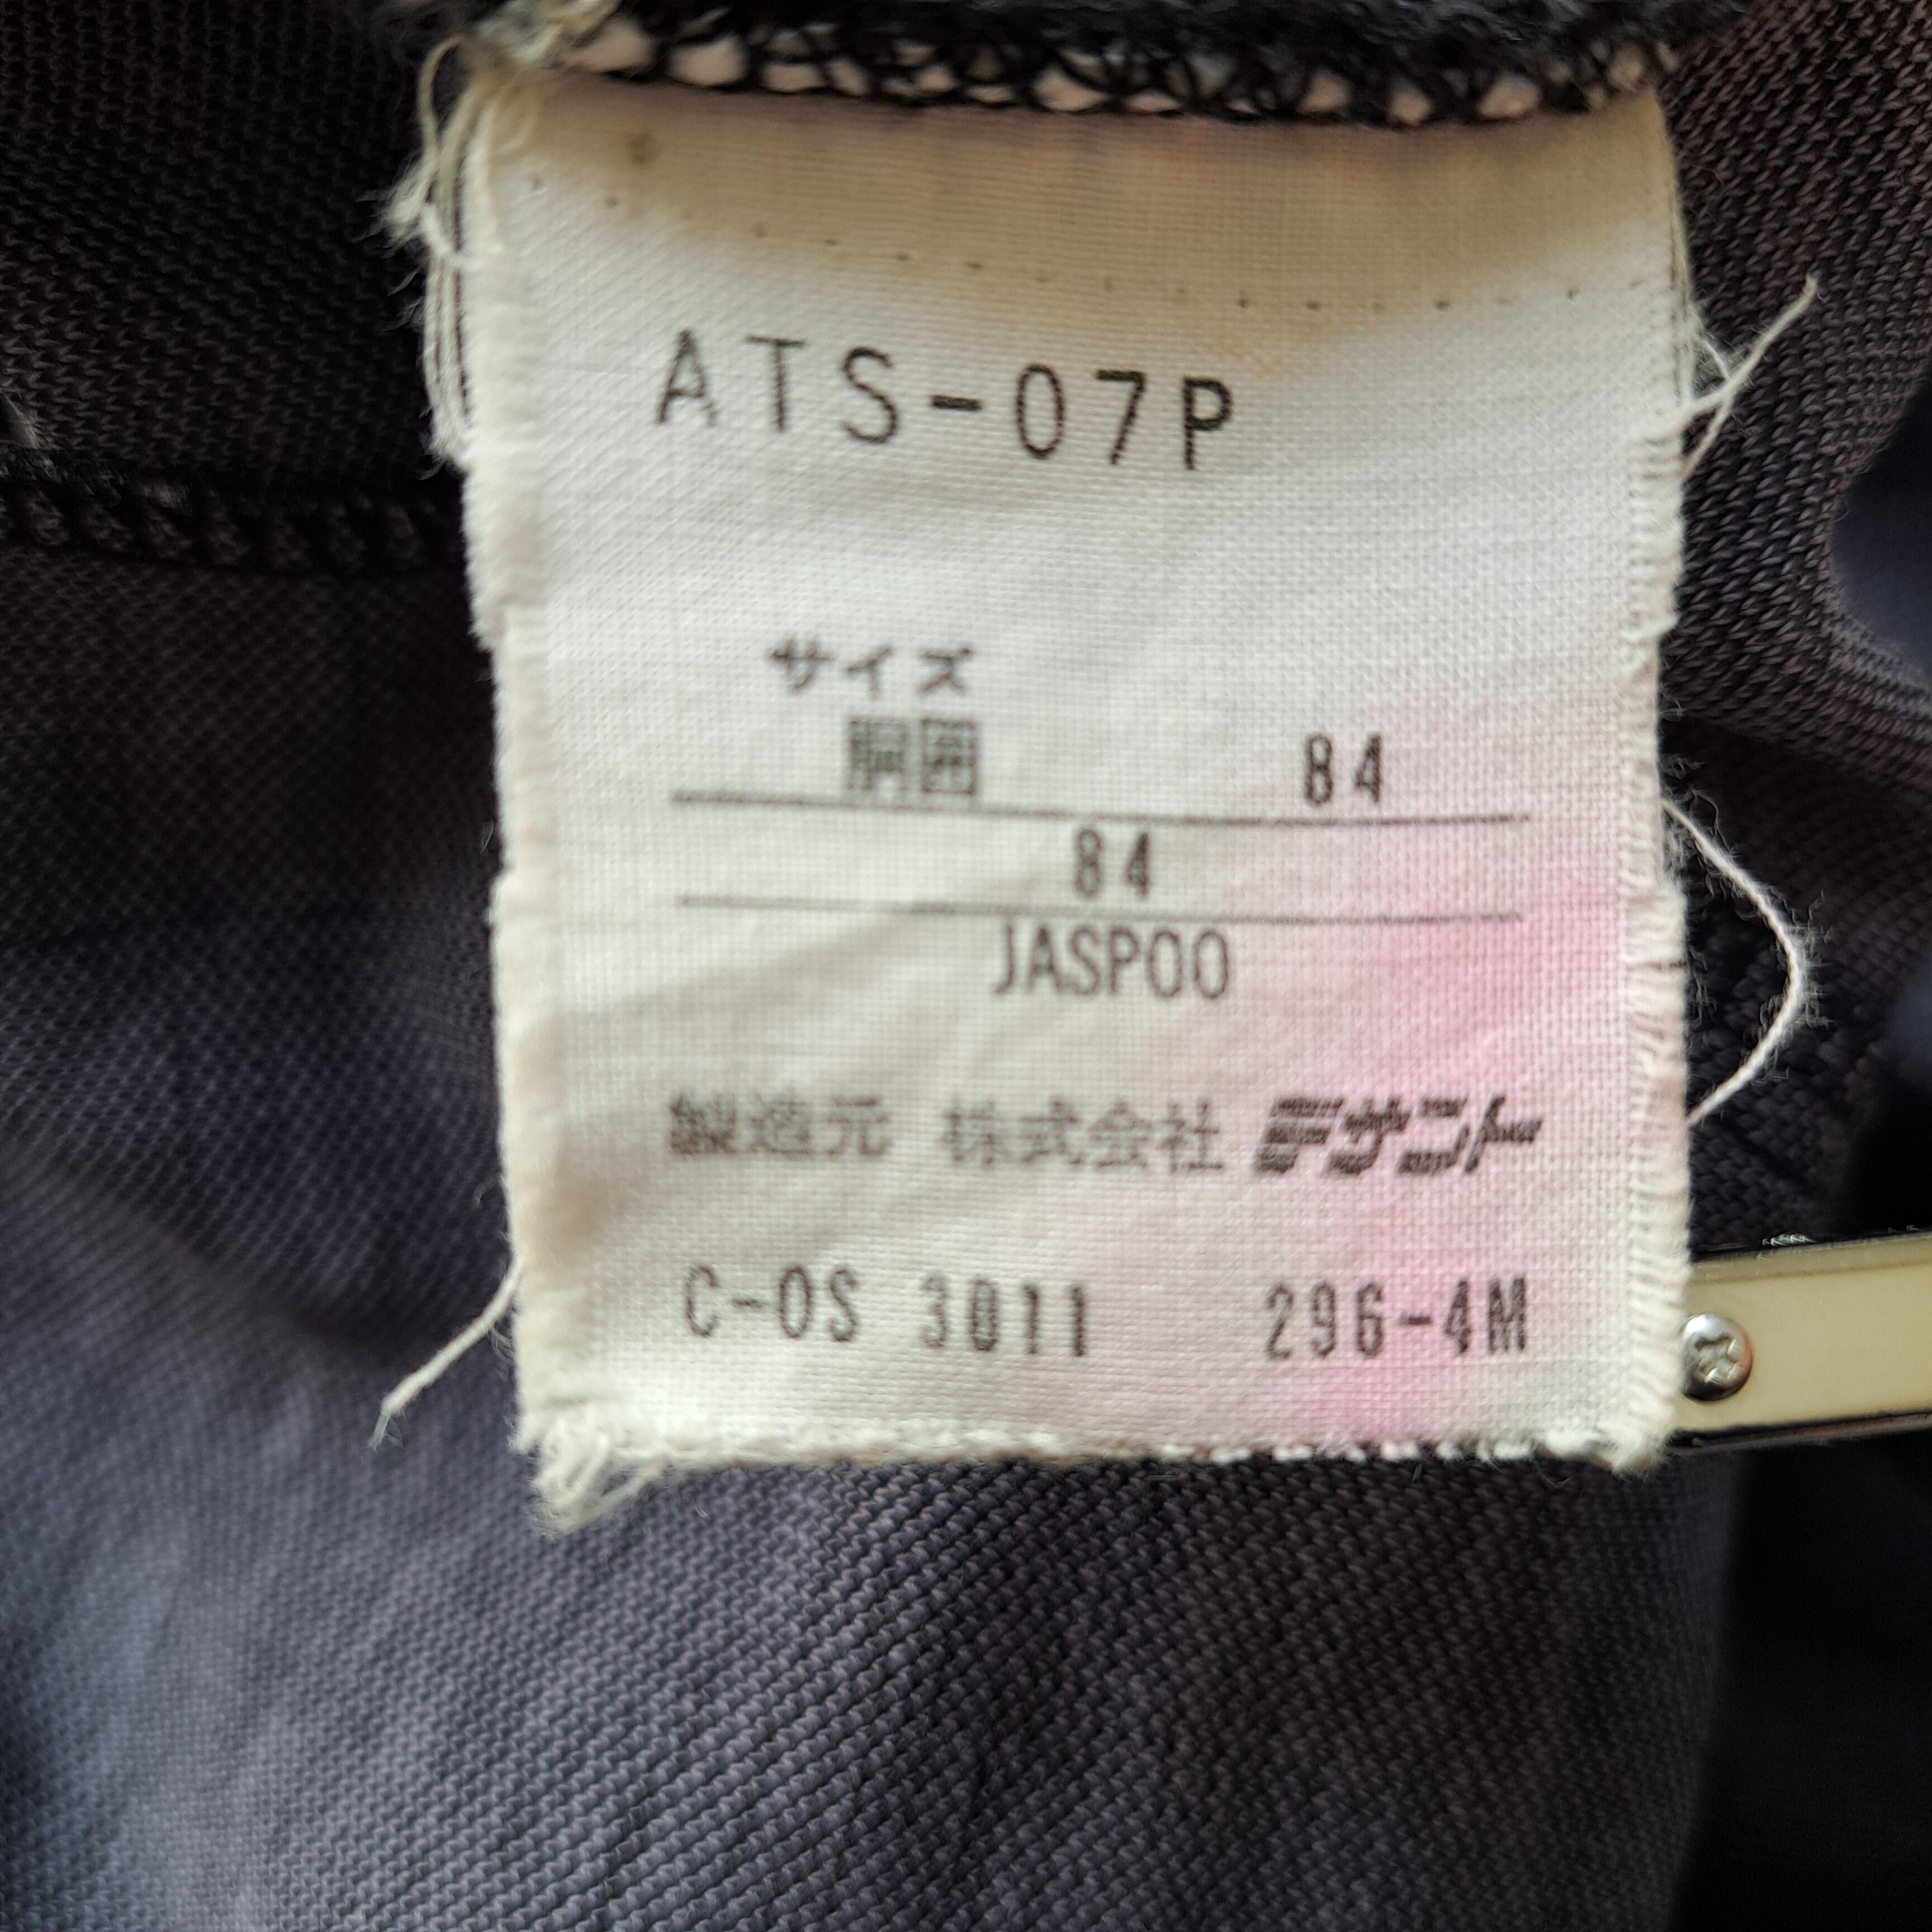 ATS-07P
サイズ
胴囲 84
84
JASPOO
製造元 株式会社 デサント
C-OS 3011 296-4M